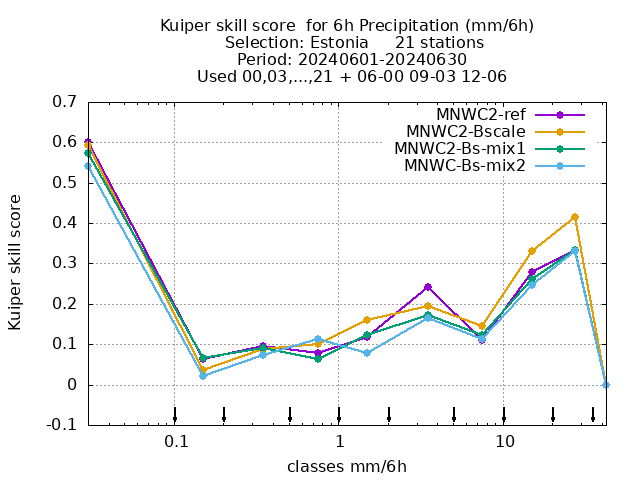 Kuiper skill score  for 6h Precipitation (mm/6h)
Selection: Estonia     21 stations
Period: 20240601-20240630
Used 00,03,...,21 + 06-00 09-03 12-06
MNWC2-ref
MNWC2-Bscale
MNWC2-Bs-mix1
MNWC-Bs-mix2
Kuiper skill score
0.7
0.6
0.5
0.4
0.3
0.2
0.1
0
-0.1
0.1 1 10
classes mm/6h